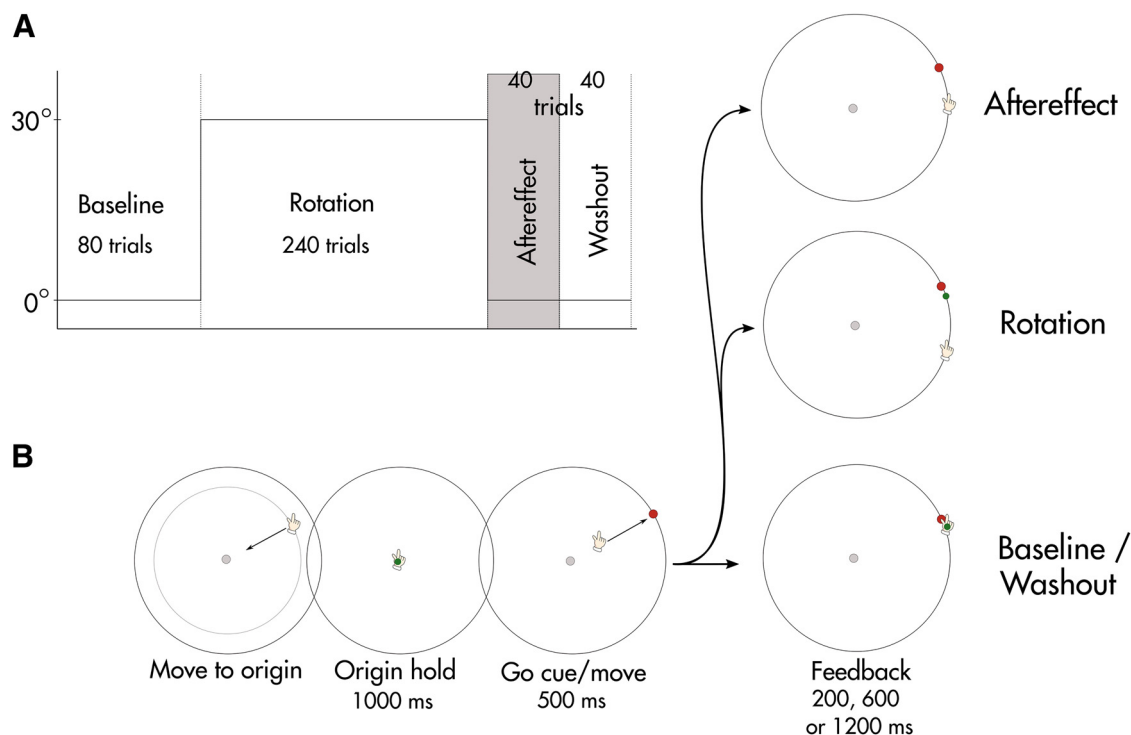 A
40
40
trials
30°
Baseline
80 trials
Rotation
240 trials
Aftereffect
Washout
0°
Aftereffect
Rotation
B
Baseline /
Washout
Move to origin
Origin hold
1000 ms
Go cue/move
500 ms
Feedback
200, 600
or 1200 ms